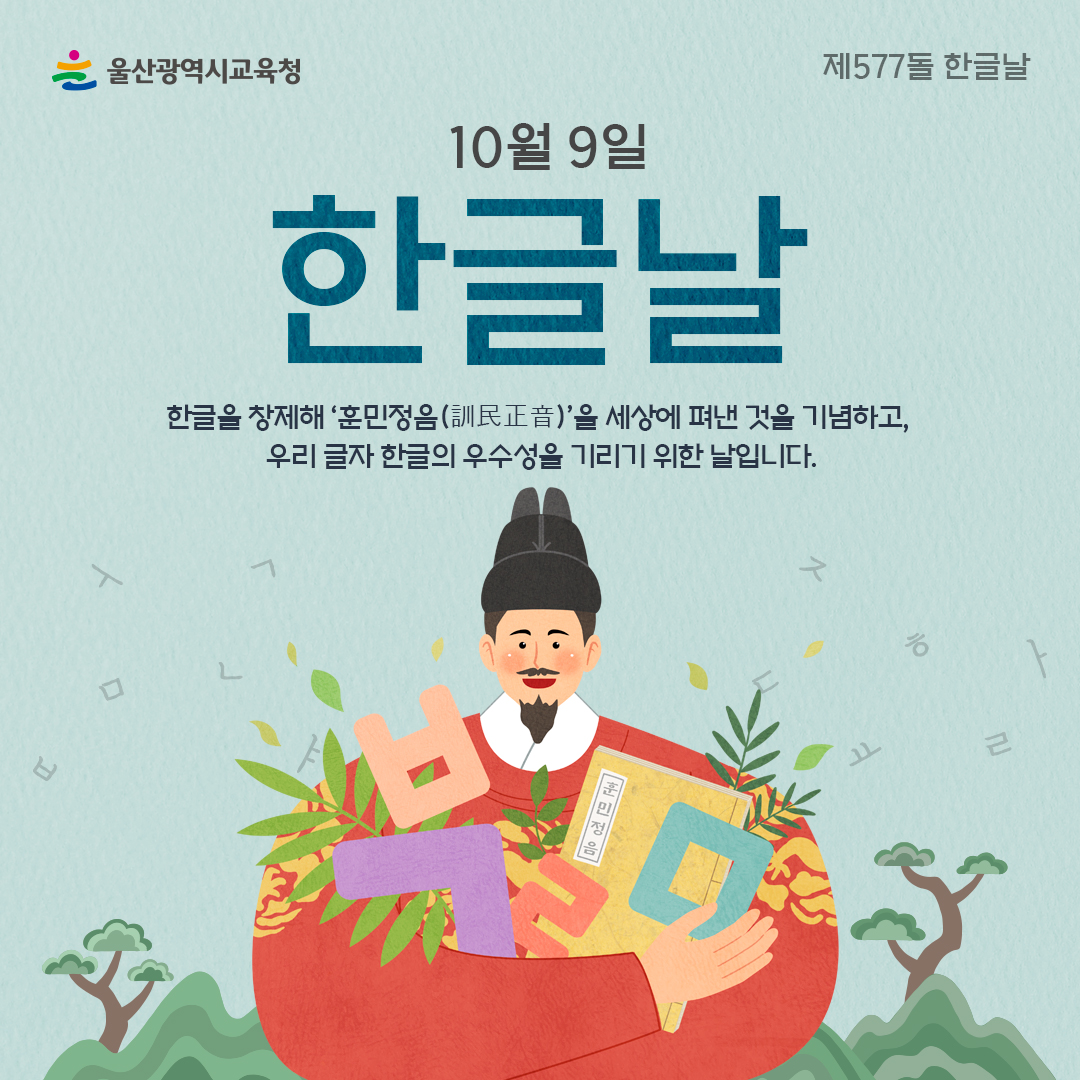 울산광역시교육청
제577돌 한글날
10월 9일
한글날
한글을 창제해 ‘훈민정음(訓民正音)’을 세상에 펴낸 것을 기념하고,
우리 글자 한글의 우수성을 기리기 위한 날입니다.
ㅅ
ㄱ
ㅈ
ㅎ
ㅏ
ㅁ
ㄴ
ㄷ
ㅂ
ㅑ
ㅛ
ㄹ
ㅂ
훈민정음
ㅁ
ㄱ
ㄹ